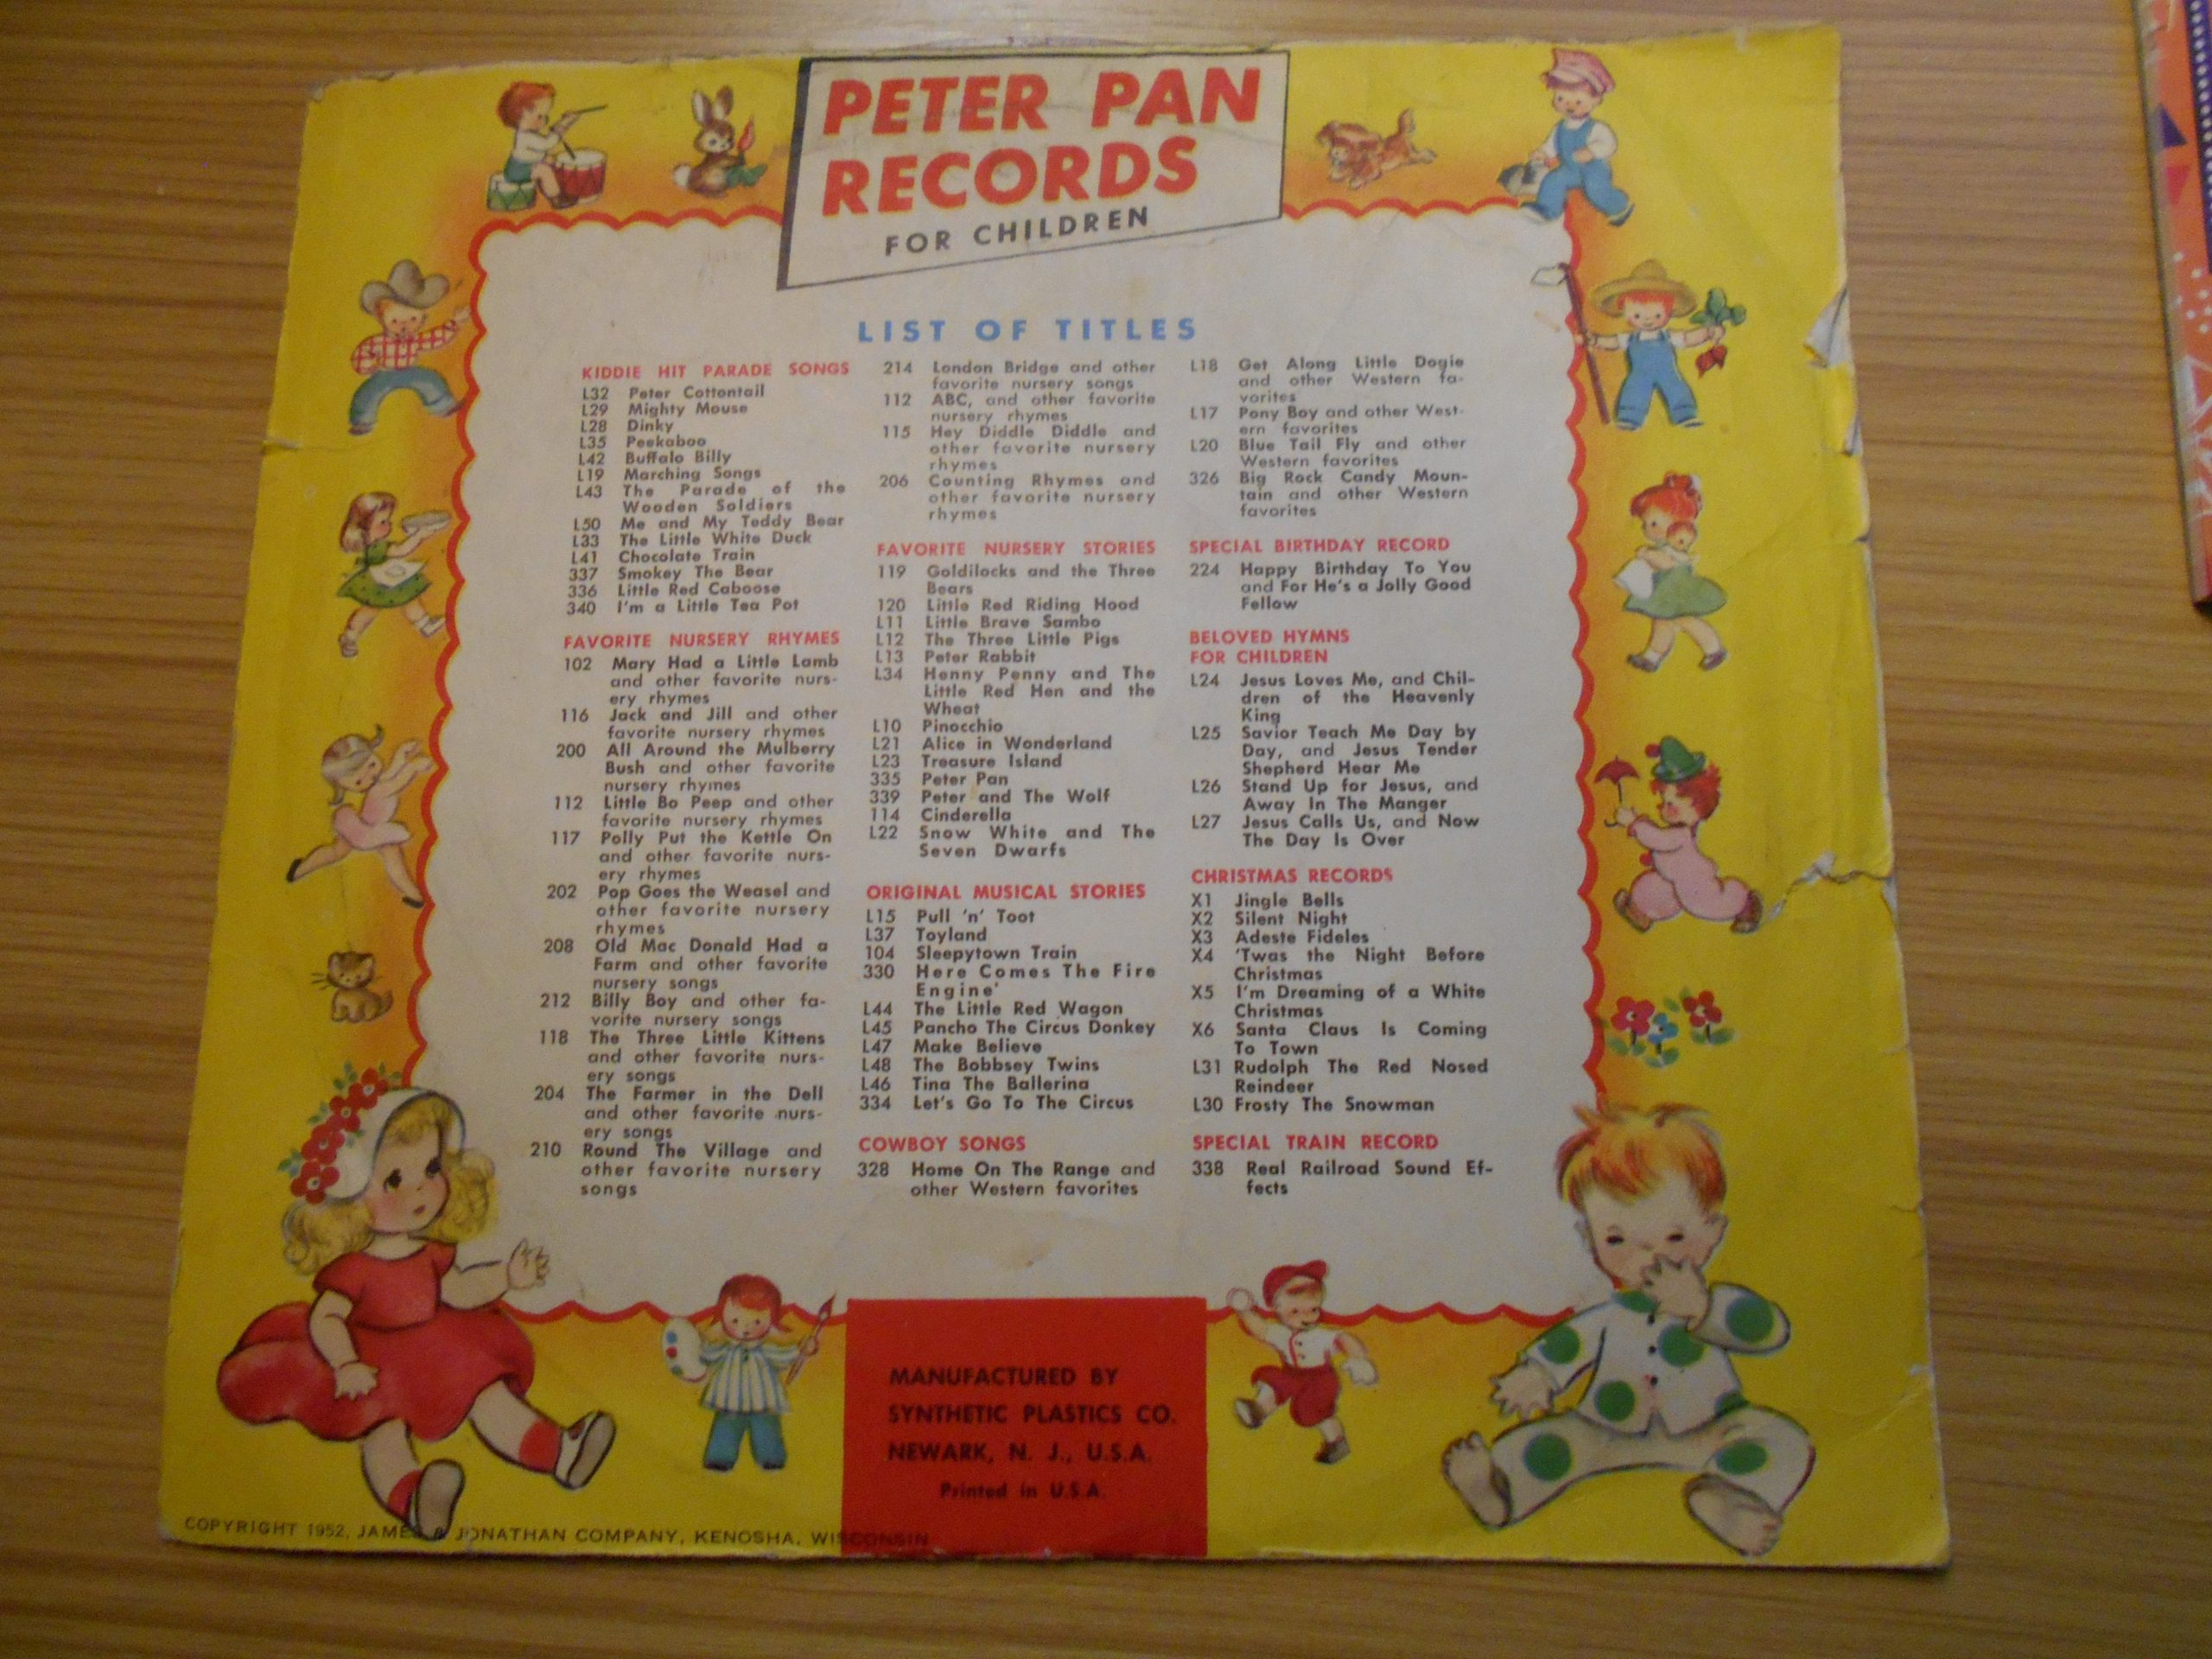 PETER PAN
RECORDS
FOR CHILDREN
LIST OF TITLES
KIDDIE HIT PARADE SONGS
L32 Peter Cottontail
L29 Mighty Mouse
L28 Dinky
L35 Peekaboo
L42 Buffalo Billy
L19 Marching Songs
L43 The Parade of the
Wooden Soldiers
L50 Me and My Teddy Bear
L33 The Little White Duck
L41 Chocolate Train
337 Smokey The Bear
336 Little Red Caboose
340 I'm a Little Tea Pot
FAVORITE NURSERY RHYMES
102 Mary Had a Little Lamb
and other favorite nurs-
ery rhymes
116 Jack and Jill and other
favorite nursery rhymes
200 All Around the Mulberry
Bush and other favorite
nursery rhymes
112 Little Bo Peep and other
favorite nursery rhymes
117 Polly Put the Kettle On
and other favorite nurs-
ery rhymes
202 Pop Goes the Weasel and
other favorite nursery
rhymes
208 Old Mac Donald Had a
Farm and other favorite
nursery songs
212 Billy Boy and other fa-
vorite nursery songs
118 The Three Little Kittens
and other favorite nurs-
ery songs
204 The Farmer in the Dell
and other favorite nurs-
ery songs
210 Round The Village and
other favorite nursery
songs
214 London Bridge and other
favorite nursery songs
112 ABC, and other favorite
nursery rhymes
115 Hey Diddle Diddle and
other favorite nursery
rhymes
206 Counting Rhymes and
other favorite nursery
rhymes
FAVORITE NURSERY STORIES
119 Goldilocks and the Three
Bears
120 Little Red Riding Hood
L11 Little Brave Sambo
L12 The Three Little Pigs
L13 Peter Rabbit
L34 Henny Penny and The
Little Red Hen and the
Wheat
L10 Pinocchio
L21 Alice in Wonderland
L23 Treasure Island
335 Peter Pan
339 Peter and The Wolf
114 Cinderella
L22 Snow White and The
Seven Dwarfs
ORIGINAL MUSICAL STORIES
L15 Pull 'n' Toot
L37 Toyland
104 Sleepytown Train
330 Here Comes The Fire
Engine'
L44 The Little Red Wagon
L45 Pancho The Circus Donkey
L47 Make Believe
L48 The Bobbsey Twins
L46 Tina The Ballerina
334 Let's Go To The Circus
COWBOY SONGS
328 Home On The Range and
other Western favorites
L18 Get Along Little Dogie
and other Western fa-
vorites
L17 Pony Boy and other West-
ern favorites
L20 Blue Tail Fly and other
Western favorites
326 Big Rock Candy Moun-
tain and other Western
favorites
SPECIAL BIRTHDAY RECORD
224 Happy Birthday To You
and For He's a Jolly Good
Fellow
BELOVED HYMNS
FOR CHILDREN
L24 Jesus Loves Me, and Chil-
dren of the Heavenly
King
L25 Savior Teach Me Day by
Day, and Jesus Tender
Shepherd Hear Me
L26 Stand Up for Jesus, and
Away In The Manger
L27 Jesus Calls Us, and Now
The Day Is Over
CHRISTMAS RECORDS
X1 Jingle Bells
X2 Silent Night
X3 Adeste Fideles
X4 'Twas the Night Before
Christmas
X5 I'm Dreaming of a White
Christmas
X6 Santa Claus Is Coming
To Town
L31 Rudolph The Red Nosed
Reindeer
L30 Frosty The Snowman
SPECIAL TRAIN RECORD
338 Real Railroad Sound Ef-
fects
MANUFACTURED BY
SYNTHETIC PLASTICS CO.
NEWARK, N. J., U.S.A.
Printed in U.S.A.
COPYRIGHT 1952, JAMES & JONATHAN COMPANY, KENOSHA, WISCONSIN